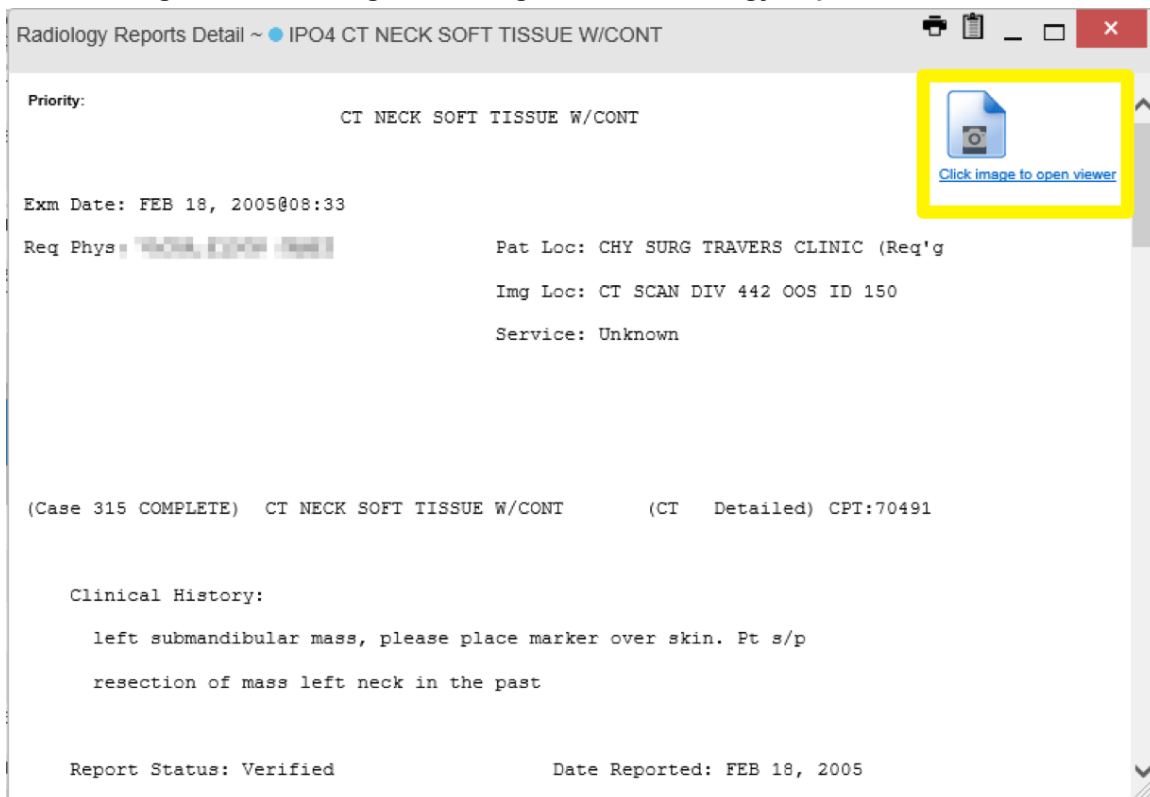 Radiology Reports Detail ~ IPO4 CT NECK SOFT TISSUE W/CONT
Priority:
CT NECK SOFT TISSUE W/CONT
Click image to open viewer
Exm Date: FEB 18, 2005@08:33
Req Phys: Pat Loc: CHY SURG TRAVERS CLINIC (Req'g
Img Loc: CT SCAN DIV 442 OOS ID 150
Service: Unknown
(Case 315 COMPLETE) CT NECK SOFT TISSUE W/CONT (CT Detailed) CPT:70491
Clinical History:
left submandibular mass, please place marker over skin. Pt s/p
resection of mass left neck in the past
Report Status: Verified Date Reported: FEB 18, 2005